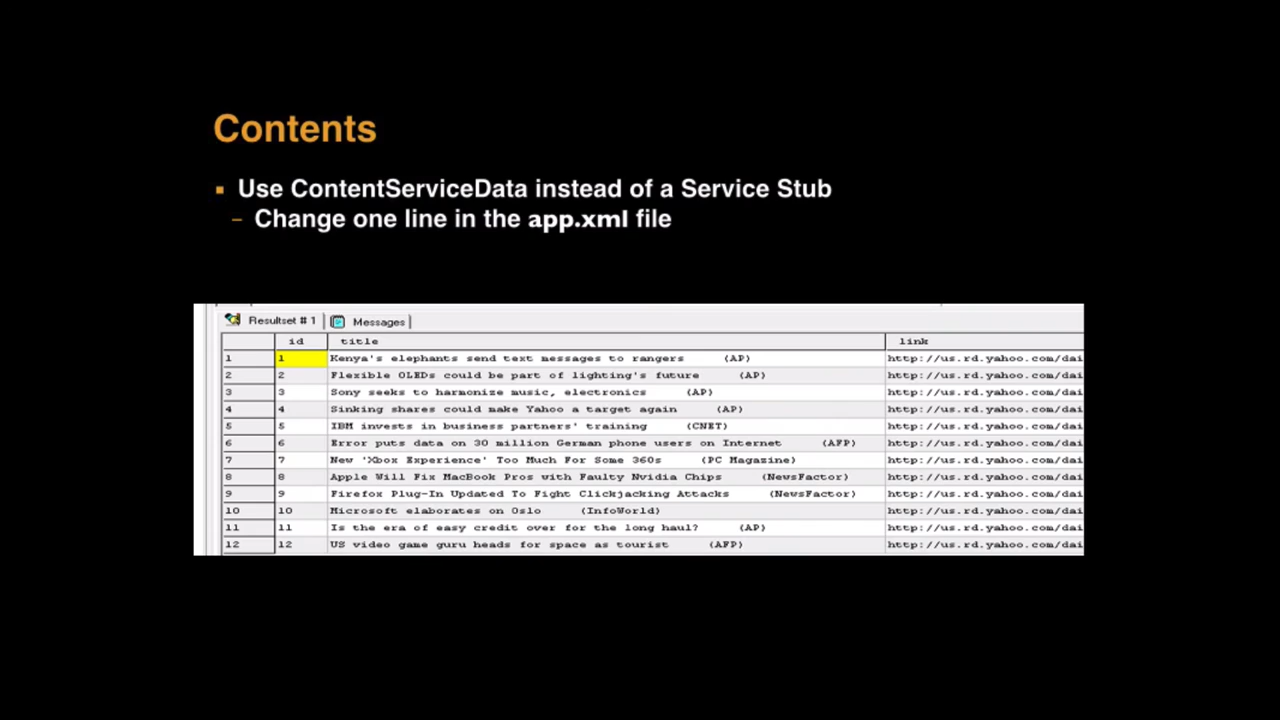 Contents
▪ Use ContentServiceData instead of a Service Stub
– Change one line in the app.xml file
Resultset # 1 Messages
id title link
1 1 Kenya's elephants send text messages to rangers (AP) http://us.rd.yahoo.com/dai
2 2 Flexible OLEDs could be part of lighting's future (AP) http://us.rd.yahoo.com/dai
3 3 Sony seeks to harmonize music, electronics (AP) http://us.rd.yahoo.com/dai
4 4 Sinking shares could make Yahoo a target again (AP) http://us.rd.yahoo.com/dai
5 5 IBM invests in business partners' training (CNET) http://us.rd.yahoo.com/dai
6 6 Error puts data on 30 million German phone users on Internet (AFP) http://us.rd.yahoo.com/dai
7 7 New 'Xbox Experience' Too Much For Some 360s (PC Magazine) http://us.rd.yahoo.com/dai
8 8 Apple Will Fix MacBook Pros with Faulty Nvidia Chips (NewsFactor) http://us.rd.yahoo.com/dai
9 9 Firefox Plug-In Updated To Fight Clickjacking Attacks (NewsFactor) http://us.rd.yahoo.com/dai
10 10 Microsoft elaborates on Oslo (InfoWorld) http://us.rd.yahoo.com/dai
11 11 Is the era of easy credit over for the long haul? (AP) http://us.rd.yahoo.com/dai
12 12 US video game guru heads for space as tourist (AFP) http://us.rd.yahoo.com/dai